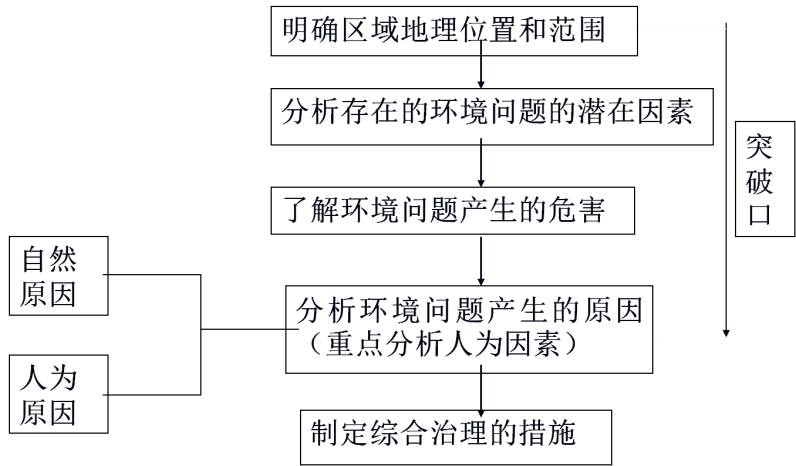 明确区域地理位置和范围
分析存在的环境问题的潜在因素
突
破
口
了解环境问题产生的危害
自然
原因
分析环境问题产生的原因
（重点分析人为因素）
人为
原因
制定综合治理的措施